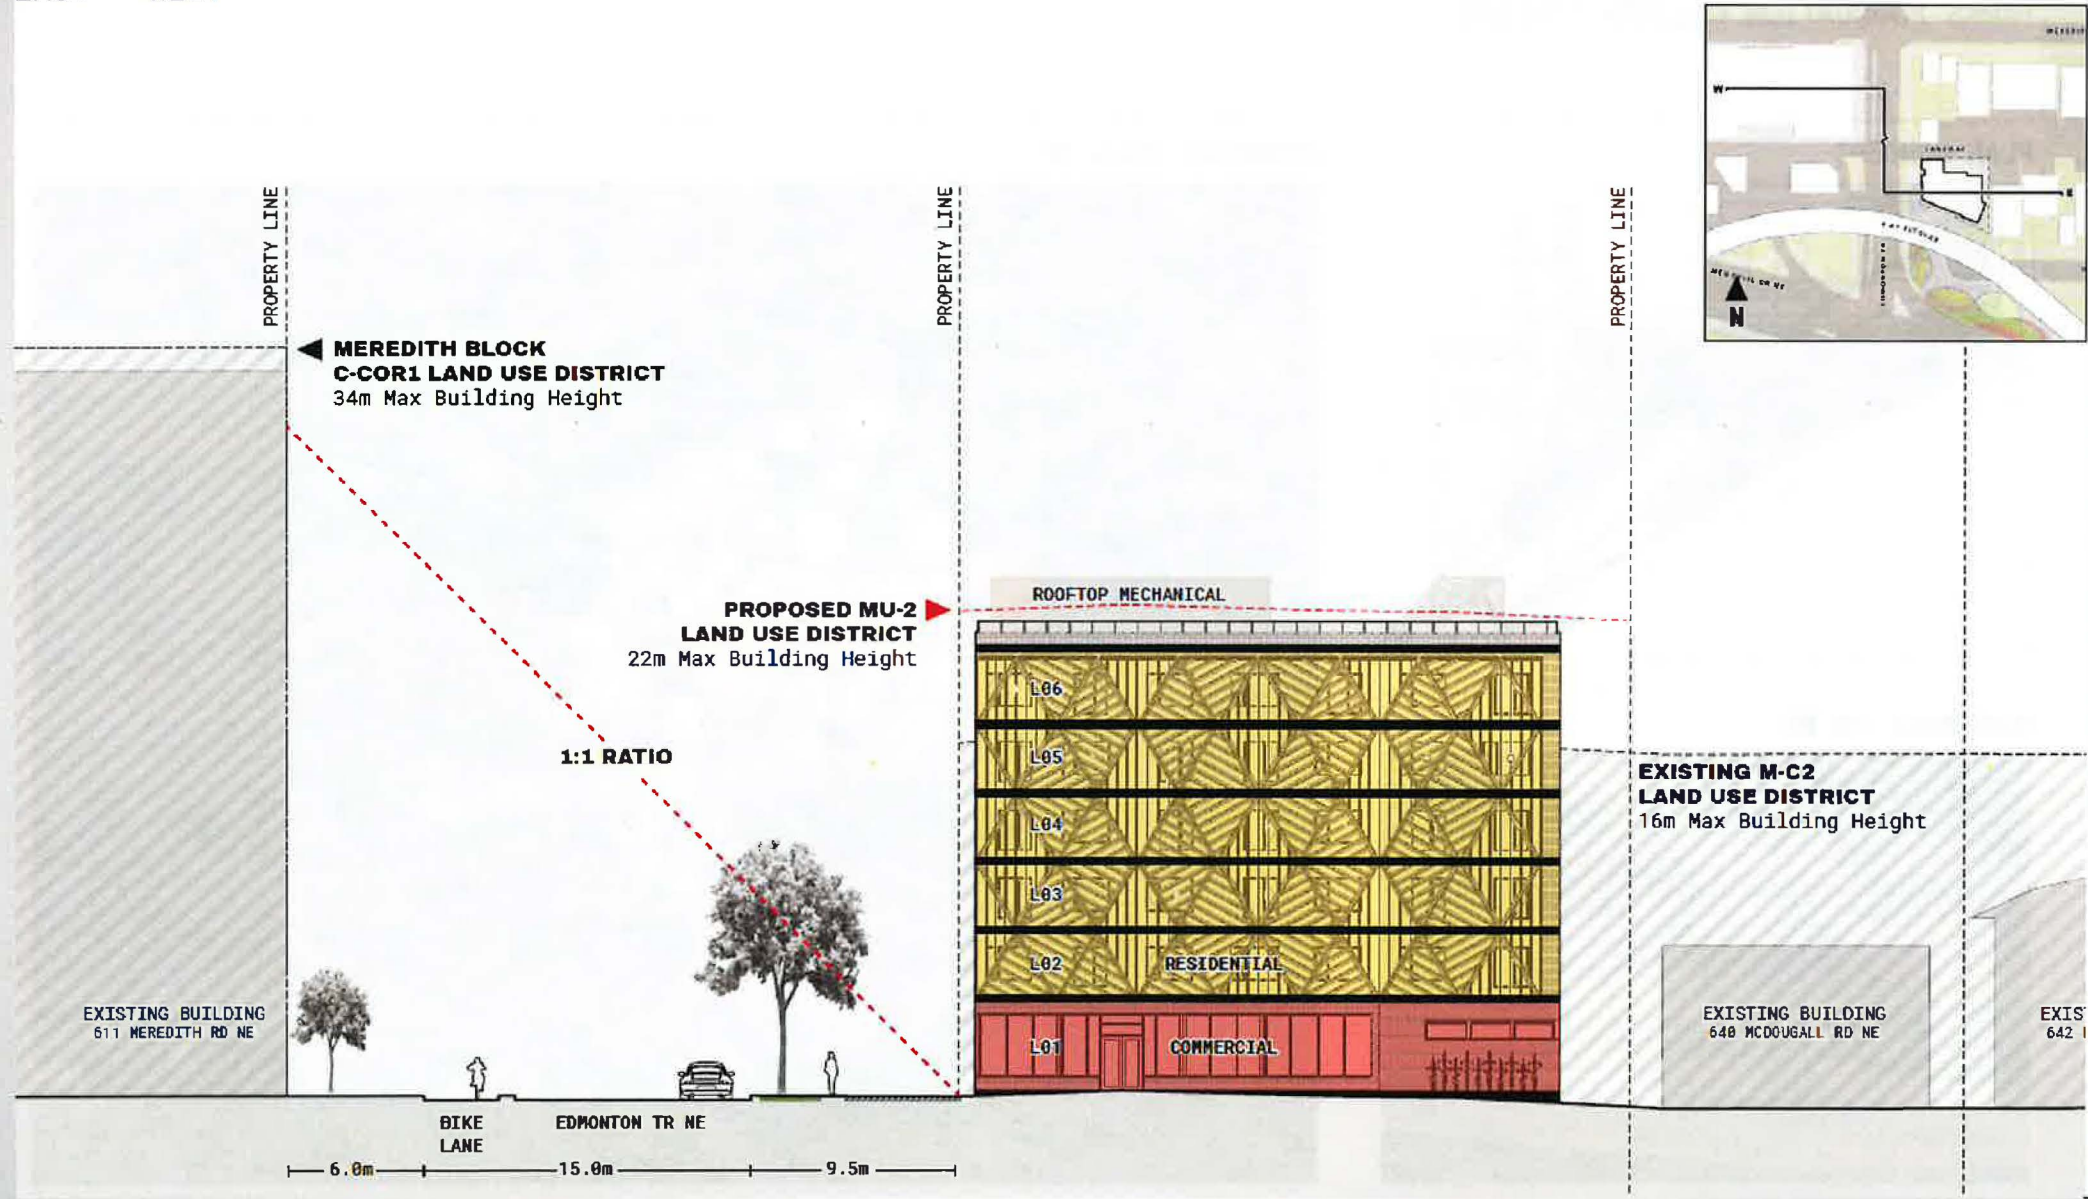 PROPERTY LINE
PROPERTY LINE
PROPERTY LINE
W
N
MEREDITH BLOCK
C-COR1 LAND USE DISTRICT
34m Max Building Height
ROOFTOP MECHANICAL
PROPOSED MU-2
LAND USE DISTRICT
22m Max Building Height
1:1 RATIO
L06
L05
L04
L03
L02
RESIDENTIAL
L01
COMMERCIAL
EXISTING M-C2
LAND USE DISTRICT
16m Max Building Height
EXISTING BUILDING
611 MEREDITH RD NE
EXISTING BUILDING
640 MCDOUGALL RD NE
EXIS
642
BIKE
LANE
EDMONTON TR NE
6.0m
15.0m
9.5m